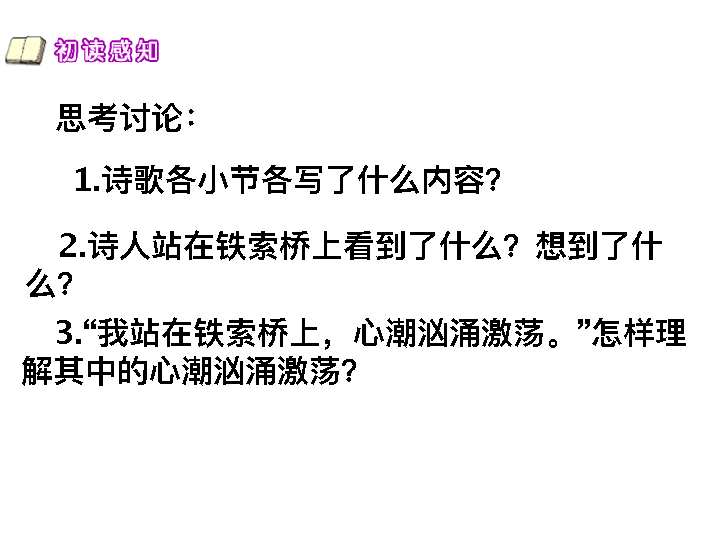 初读感知
思考讨论：
1.诗歌各小节各写了什么内容？
2.诗人站在铁索桥上看到了什么？想到了什
么？
3.“我站在铁索桥上，心潮汹涌激荡。”怎样理
解其中的心潮汹涌激荡？